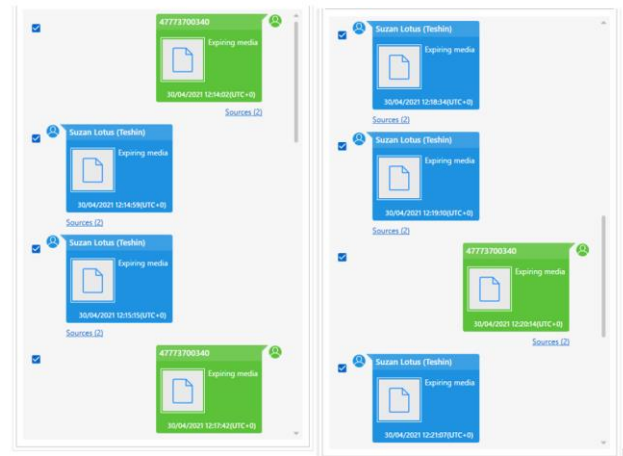 47773700340
Expiring media
30/04/2021 12:14:02(UTC+0)
Sources (2)
Suzan Lotus (Teshin)
Expiring media
30/04/2021 12:14:59(UTC+0)
Sources (2)
Suzan Lotus (Teshin)
Expiring media
30/04/2021 12:15:15(UTC+0)
Sources (2)
47773700340
Expiring media
30/04/2021 12:17:42(UTC+0)
Suzan Lotus (Teshin)
Expiring media
30/04/2021 12:18:34(UTC+0)
Sources (2)
Suzan Lotus (Teshin)
Expiring media
30/04/2021 12:19:10(UTC+0)
Sources (2)
47773700340
Expiring media
30/04/2021 12:20:14(UTC+0)
Sources (2)
Suzan Lotus (Teshin)
Expiring media
30/04/2021 12:21:07(UTC+0)